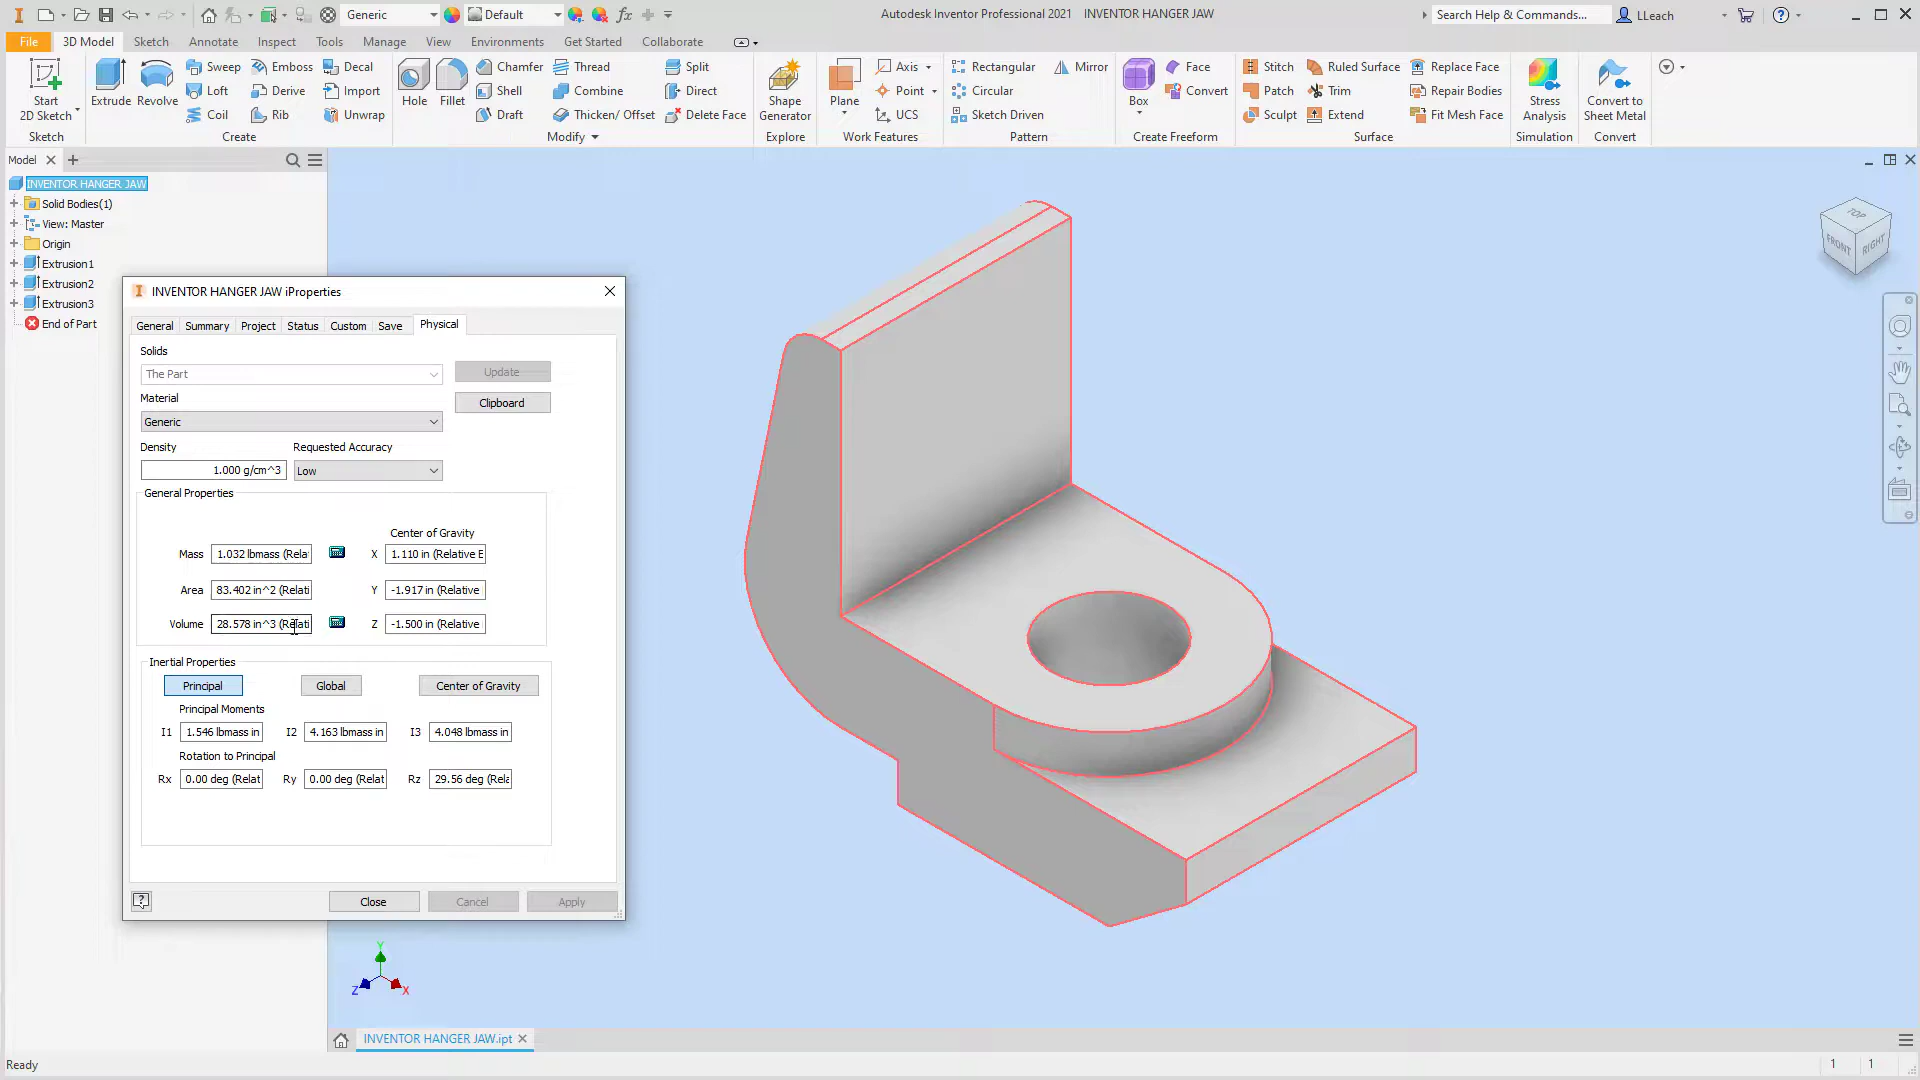 Generic
Default
Autodesk Inventor Professional 2021 INVENTOR HANGER JAW
Search Help & Commands...
LLeach
File
3D Model
Sketch
Annotate
Inspect
Tools
Manage
View
Environments
Get Started
Collaborate
Start
2D Sketch
Sketch
Extrude
Revolve
Sweep
Emboss
Decal
Loft
Derive
Import
Coil
Rib
Unwrap
Create
Hole
Fillet
Chamfer
Thread
Split
Shell
Combine
Direct
Draft
Thicken/ Offset
Delete Face
Modify
Shape
Generator
Explore
Plane
Axis
Point
UCS
Work Features
Rectangular
Mirror
Circular
Sketch Driven
Pattern
Box
Face
Convert
Create Freeform
Stitch
Ruled Surface
Replace Face
Patch
Trim
Repair Bodies
Sculpt
Extend
Fit Mesh Face
Surface
Stress
Analysis
Simulation
Convert to
Sheet Metal
Convert
Model
INVENTOR HANGER JAW
Solid Bodies(1)
View: Master
Origin
Extrusion1
Extrusion2
Extrusion3
End of Part
TOP
FRONT
RIGHT
INVENTOR HANGER JAW iProperties
General
Summary
Project
Status
Custom
Save
Physical
Solids
The Part
Update
Material
Clipboard
Generic
Density
Requested Accuracy
1.000 g/cm^3
Low
General Properties
Center of Gravity
Mass 1.032 lbmass (Rela
X 1.110 in (Relative E
Area 83.402 in^2 (Relati
Y -1.917 in (Relative
Volume 28.578 in^3 (Relati
Z -1.500 in (Relative
Inertial Properties
Principal
Global
Center of Gravity
Principal Moments
I1 1.546 lbmass in
I2 4.163 lbmass in
I3 4.048 lbmass in
Rotation to Principal
Rx 0.00 deg (Relat
Ry 0.00 deg (Relat
Rz 29.56 deg (Rela
Close
Cancel
Apply
Y
Z
X
INVENTOR HANGER JAW.ipt
Ready
1
1